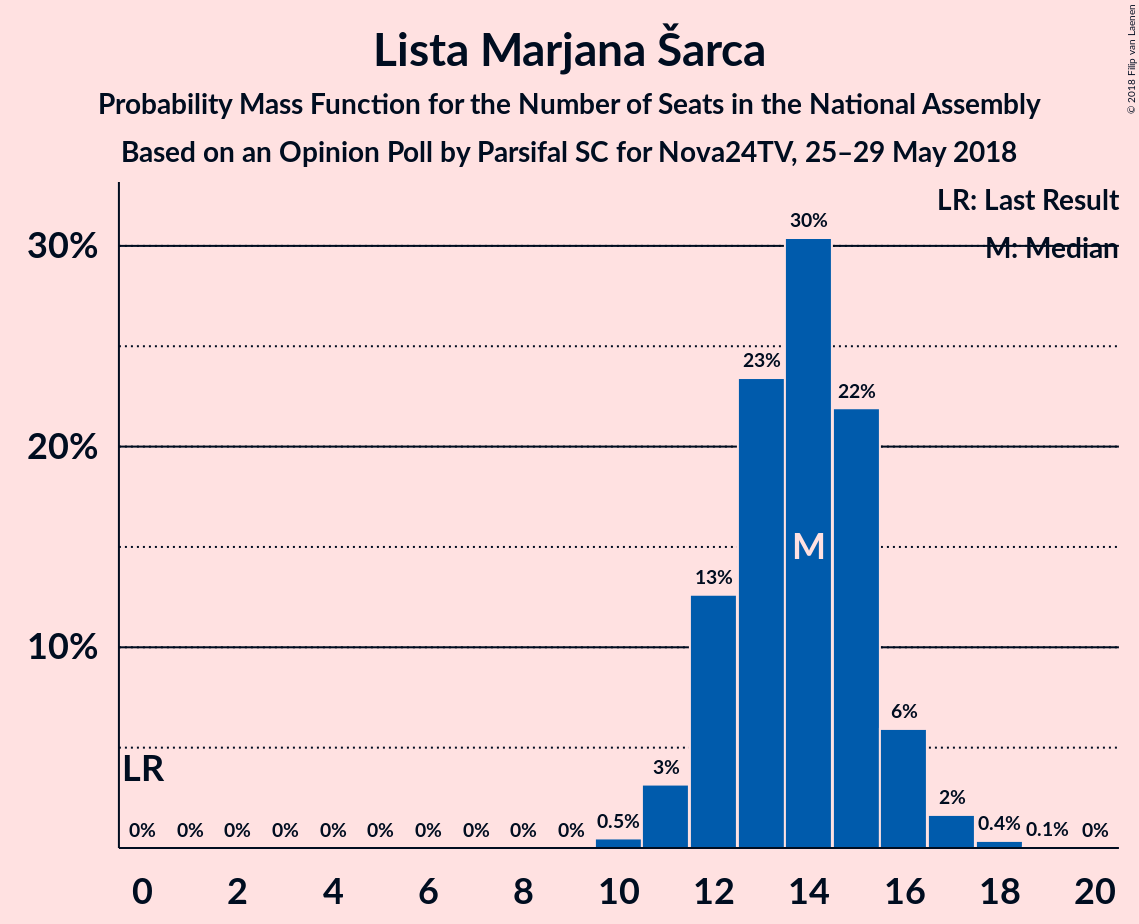 Lista Marjana Šarca
Probability Mass Function for the Number of Seats in the National Assembly
Based on an Opinion Poll by Parsifal SC for Nova24TV, 25–29 May 2018
© 2018 Filip van Laenen
LR: Last Result
M: Median
30%
20%
10%
LR
M
0% 0% 0% 0% 0% 0% 0% 0% 0% 0% 0.5% 3% 13% 23% 30% 22% 6% 2% 0.4% 0.1% 0%
0 2 4 6 8 10 12 14 16 18 20